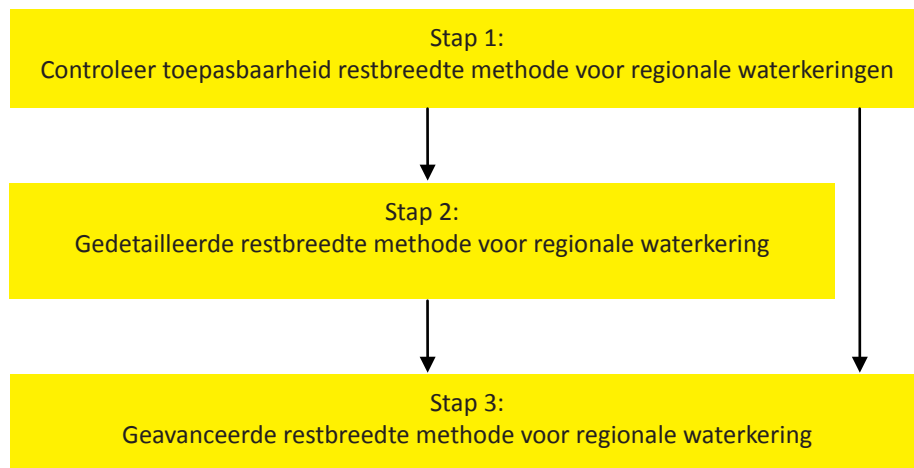 Stap 1:
Controleer toepasbaarheid restbreedte methode voor regionale waterkeringen
Stap 2:
Gedetailleerde restbreedte methode voor regionale waterkering
Stap 3:
Geavanceerde restbreedte methode voor regionale waterkering